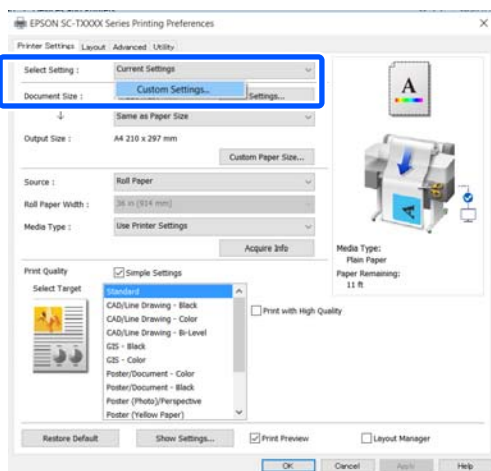 EPSON SC-TXXXX Series Printing Preferences
Printer Settings Layout Advanced Utility
Select Setting : Current Settings
Custom Settings...
Document Size : Settings...
Same as Paper Size
Output Size : A4 210 x 297 mm
Custom Paper Size...
Source : Roll Paper
Roll Paper Width : 36 in (914 mm)
Media Type : Use Printer Settings
Acquire Info
Media Type:
Plain Paper
Paper Remaining:
11 ft
Print Quality Simple Settings
Select Target
Standard
CAD/Line Drawing - Black
CAD/Line Drawing - Color
CAD/Line Drawing - Bi-Level
GIS - Black
GIS - Color
Poster/Document - Color
Poster/Document - Black
Poster (Photo)/Perspective
Poster (Yellow Paper)
Print with High Quality
A
Restore Default Show Settings... Print Preview Layout Manager
OK Cancel Apply Help